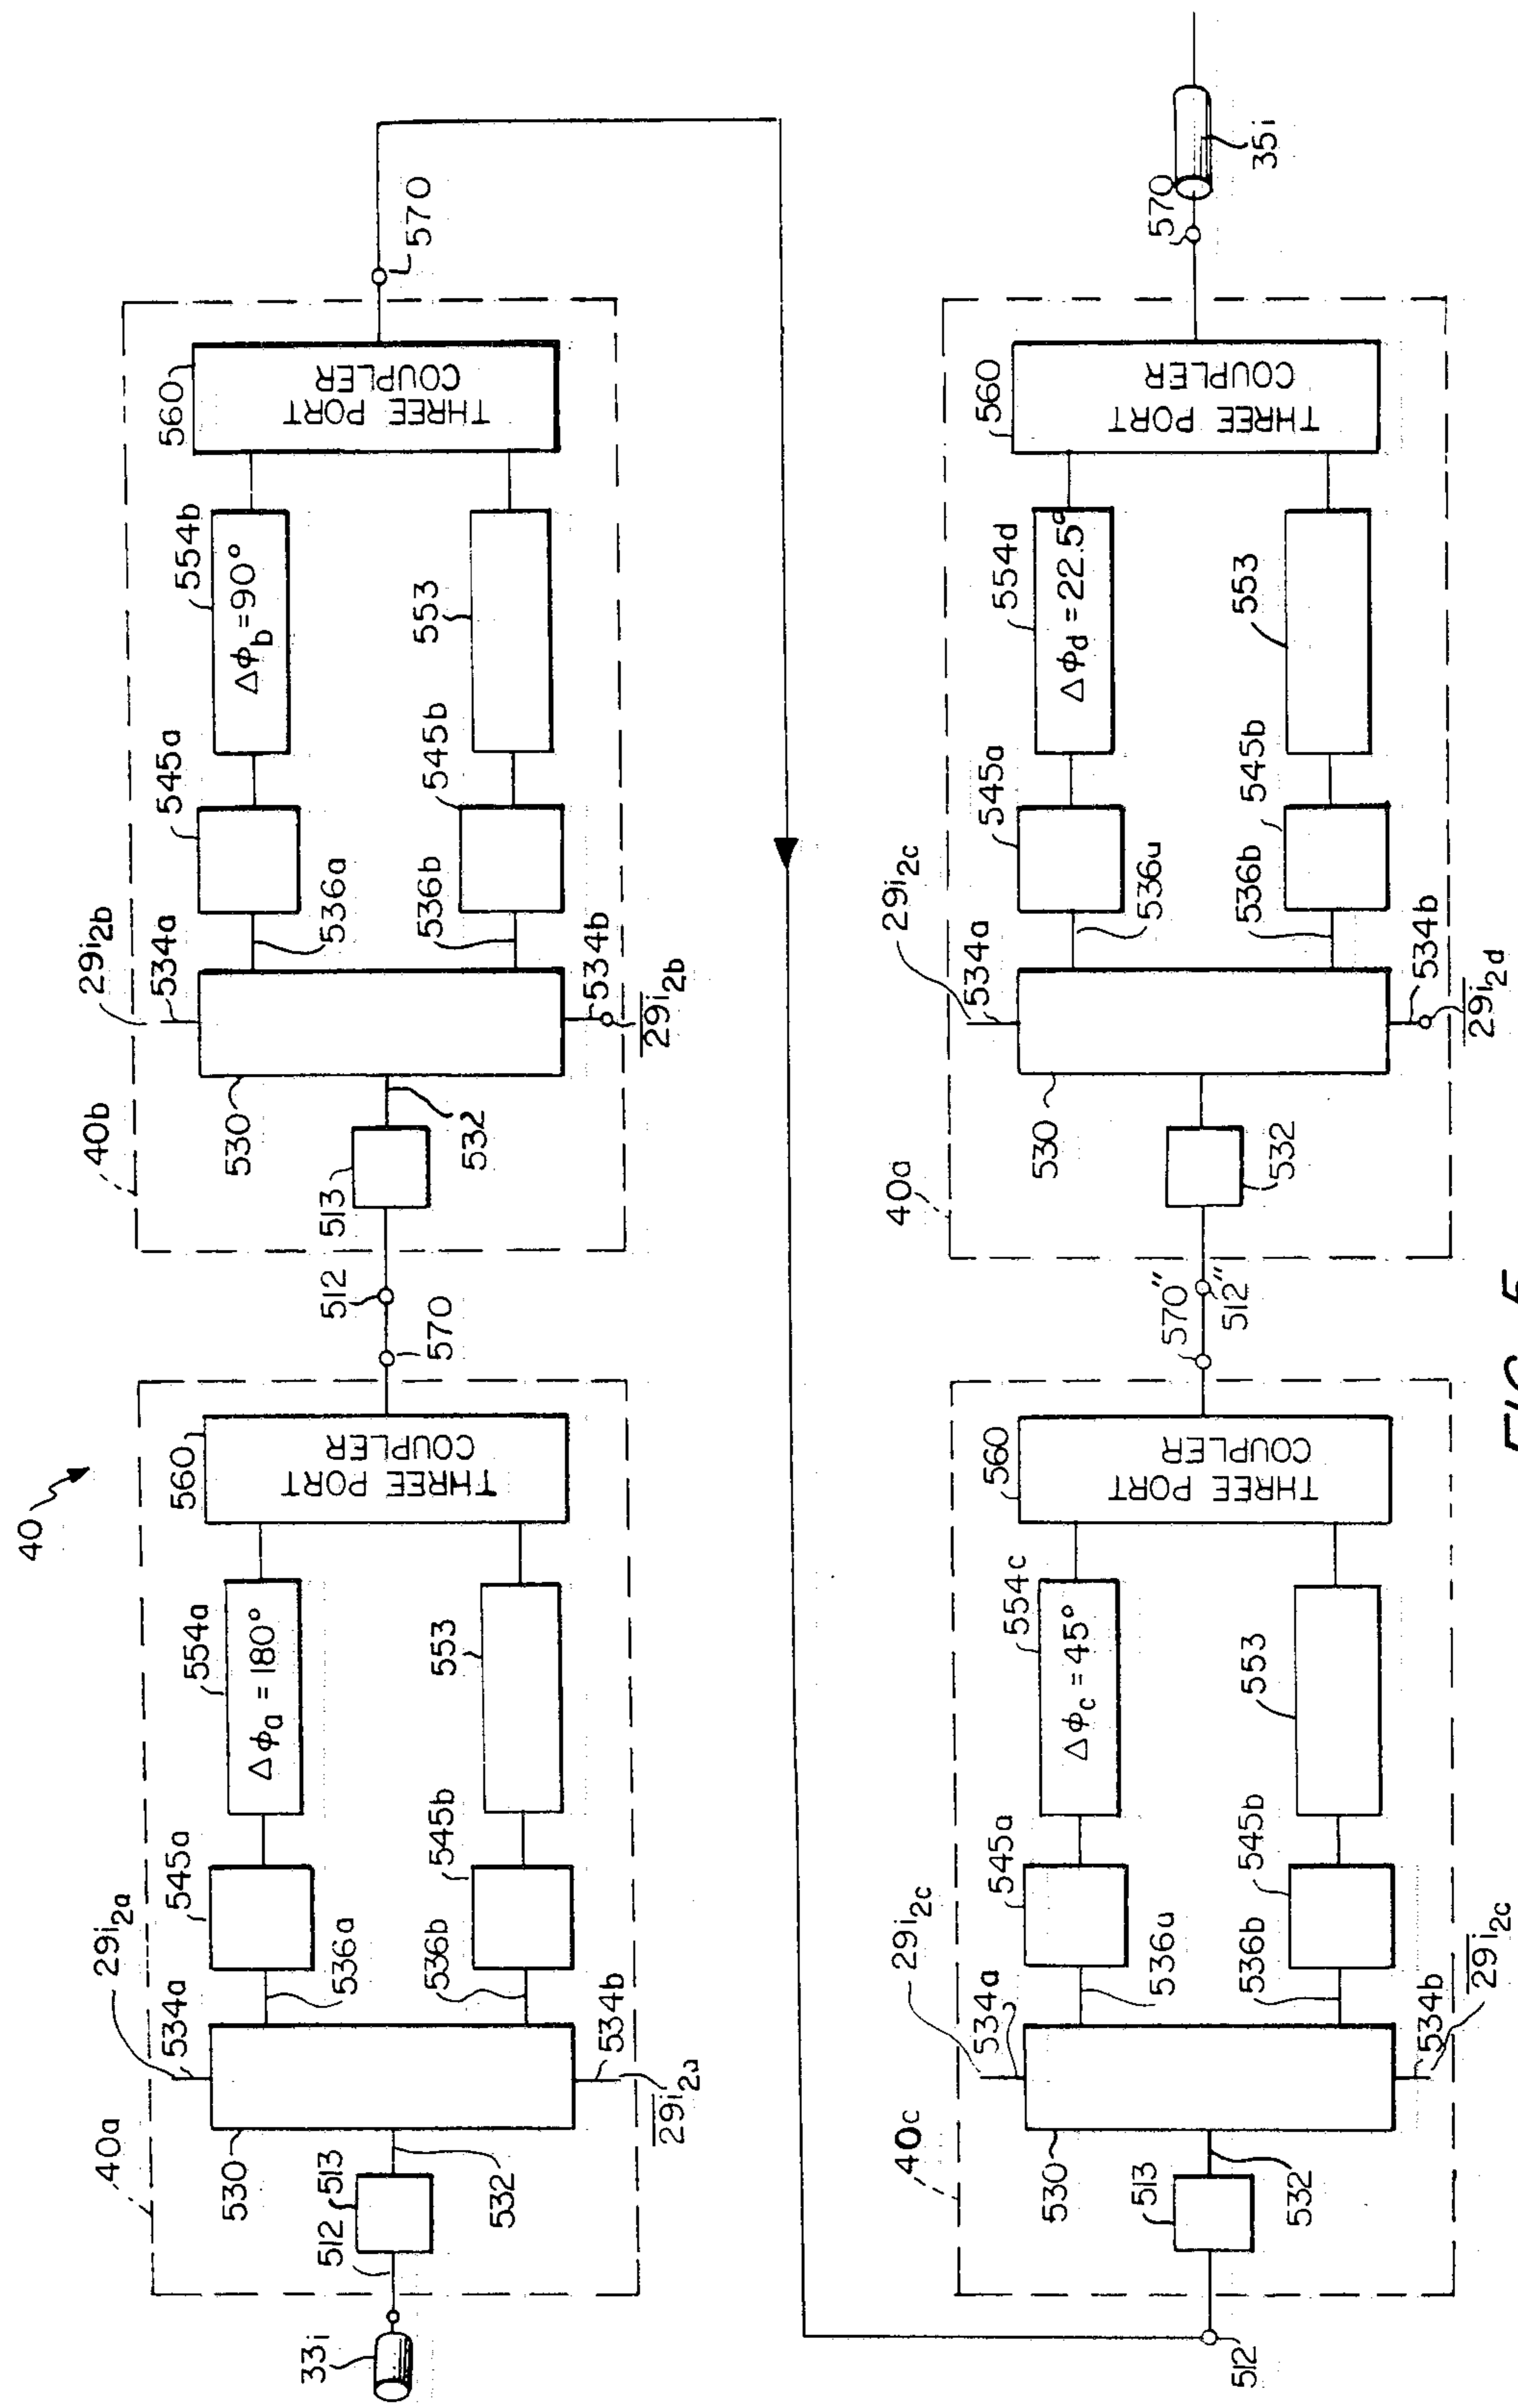 40
33i
512
513
532
530
40a
534a
29i2a
534b
29i2a
536a
536b
545a
545b
554a
Δϕa = 180°
553
560
THREE PORT
COUPLER
570
512
513
532
530
40b
534a
29i2b
534b
29i2b
536a
536b
545a
545b
554b
Δϕb = 90°
553
560
THREE PORT
COUPLER
570
512
513
532
530
40c
534a
29i2c
534b
29i2c
536a
536b
545a
545b
554c
Δϕc = 45°
553
560
THREE PORT
COUPLER
570"
512"
532
530
534a
29i2c
534b
29i2d
536a
536b
545a
545b
554d
Δϕd = 22.5°
553
560
THREE PORT
COUPLER
570
35i